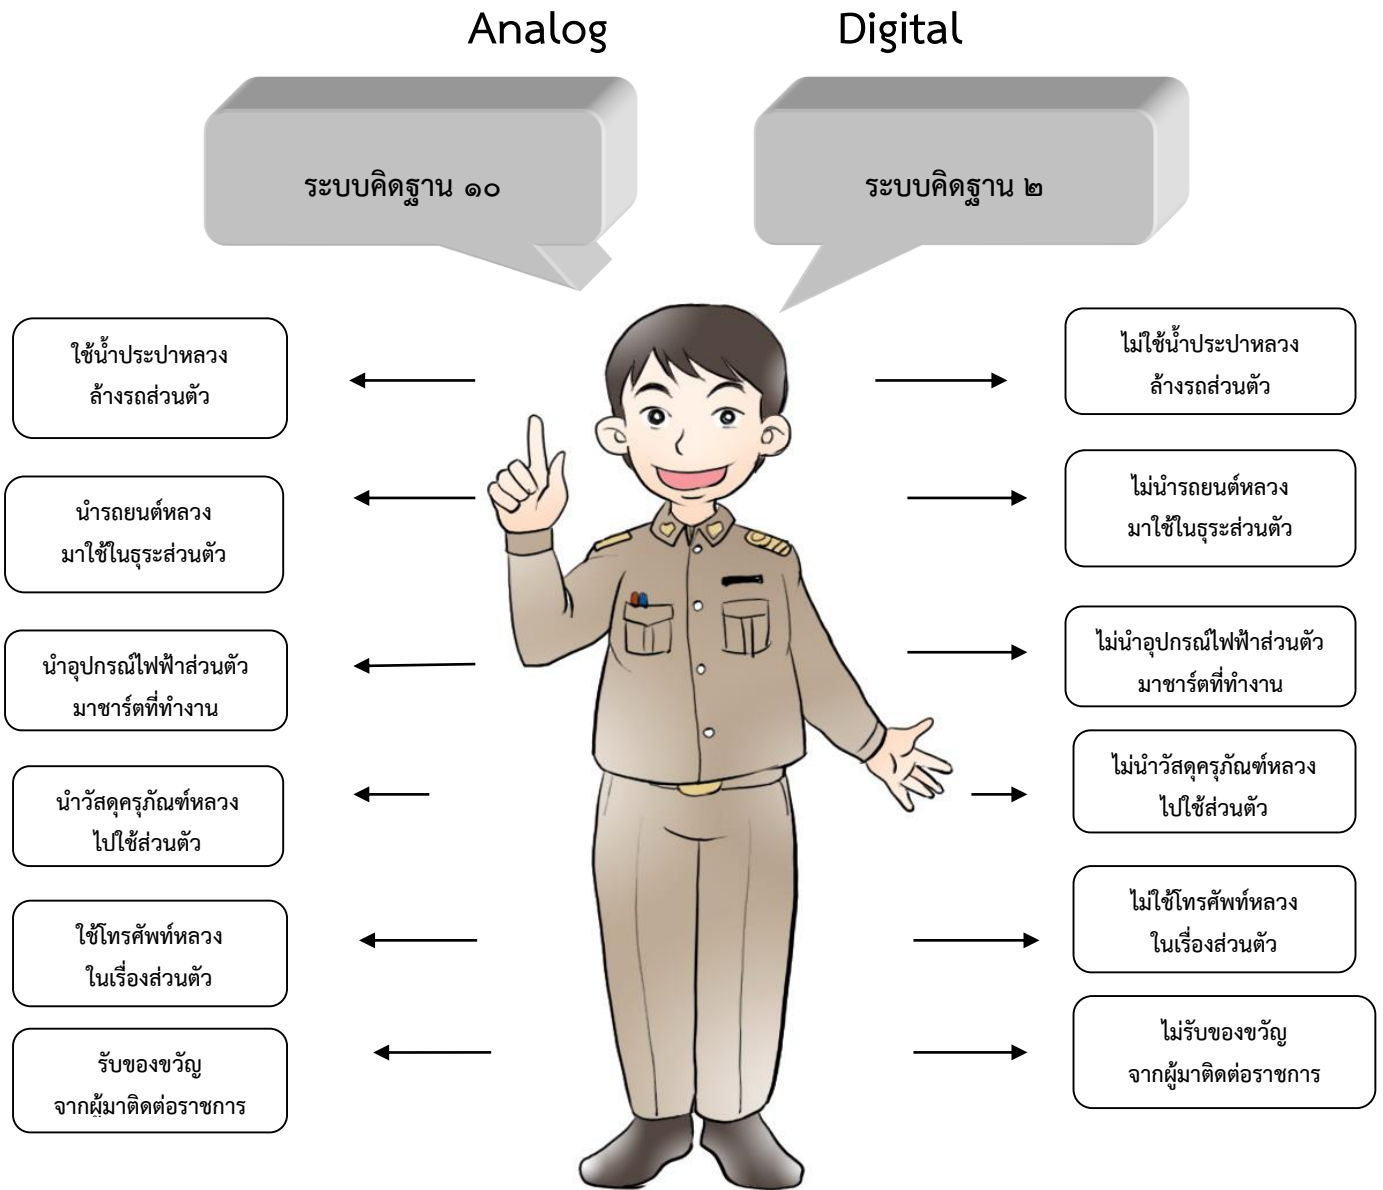 Analog
Digital
ระบบคิดฐาน ๑๐
ระบบคิดฐาน ๒
ใช้น้ำประปาหลวง
ล้างรถส่วนตัว
ไม่ใช้น้ำประปาหลวง
ล้างรถส่วนตัว
นำรถยนต์หลวง
มาใช้ในธุระส่วนตัว
ไม่นำรถยนต์หลวง
มาใช้ในธุระส่วนตัว
นำอุปกรณ์ไฟฟ้าส่วนตัว
มาชาร์ตที่ทำงาน
ไม่นำอุปกรณ์ไฟฟ้าส่วนตัว
มาชาร์ตที่ทำงาน
นำวัสดุครุภัณฑ์หลวง
ไปใช้ส่วนตัว
ไม่นำวัสดุครุภัณฑ์หลวง
ไปใช้ส่วนตัว
ใช้โทรศัพท์หลวง
ในเรื่องส่วนตัว
ไม่ใช้โทรศัพท์หลวง
ในเรื่องส่วนตัว
รับของขวัญ
จากผู้มาติดต่อราชการ
ไม่รับของขวัญ
จากผู้มาติดต่อราชการ